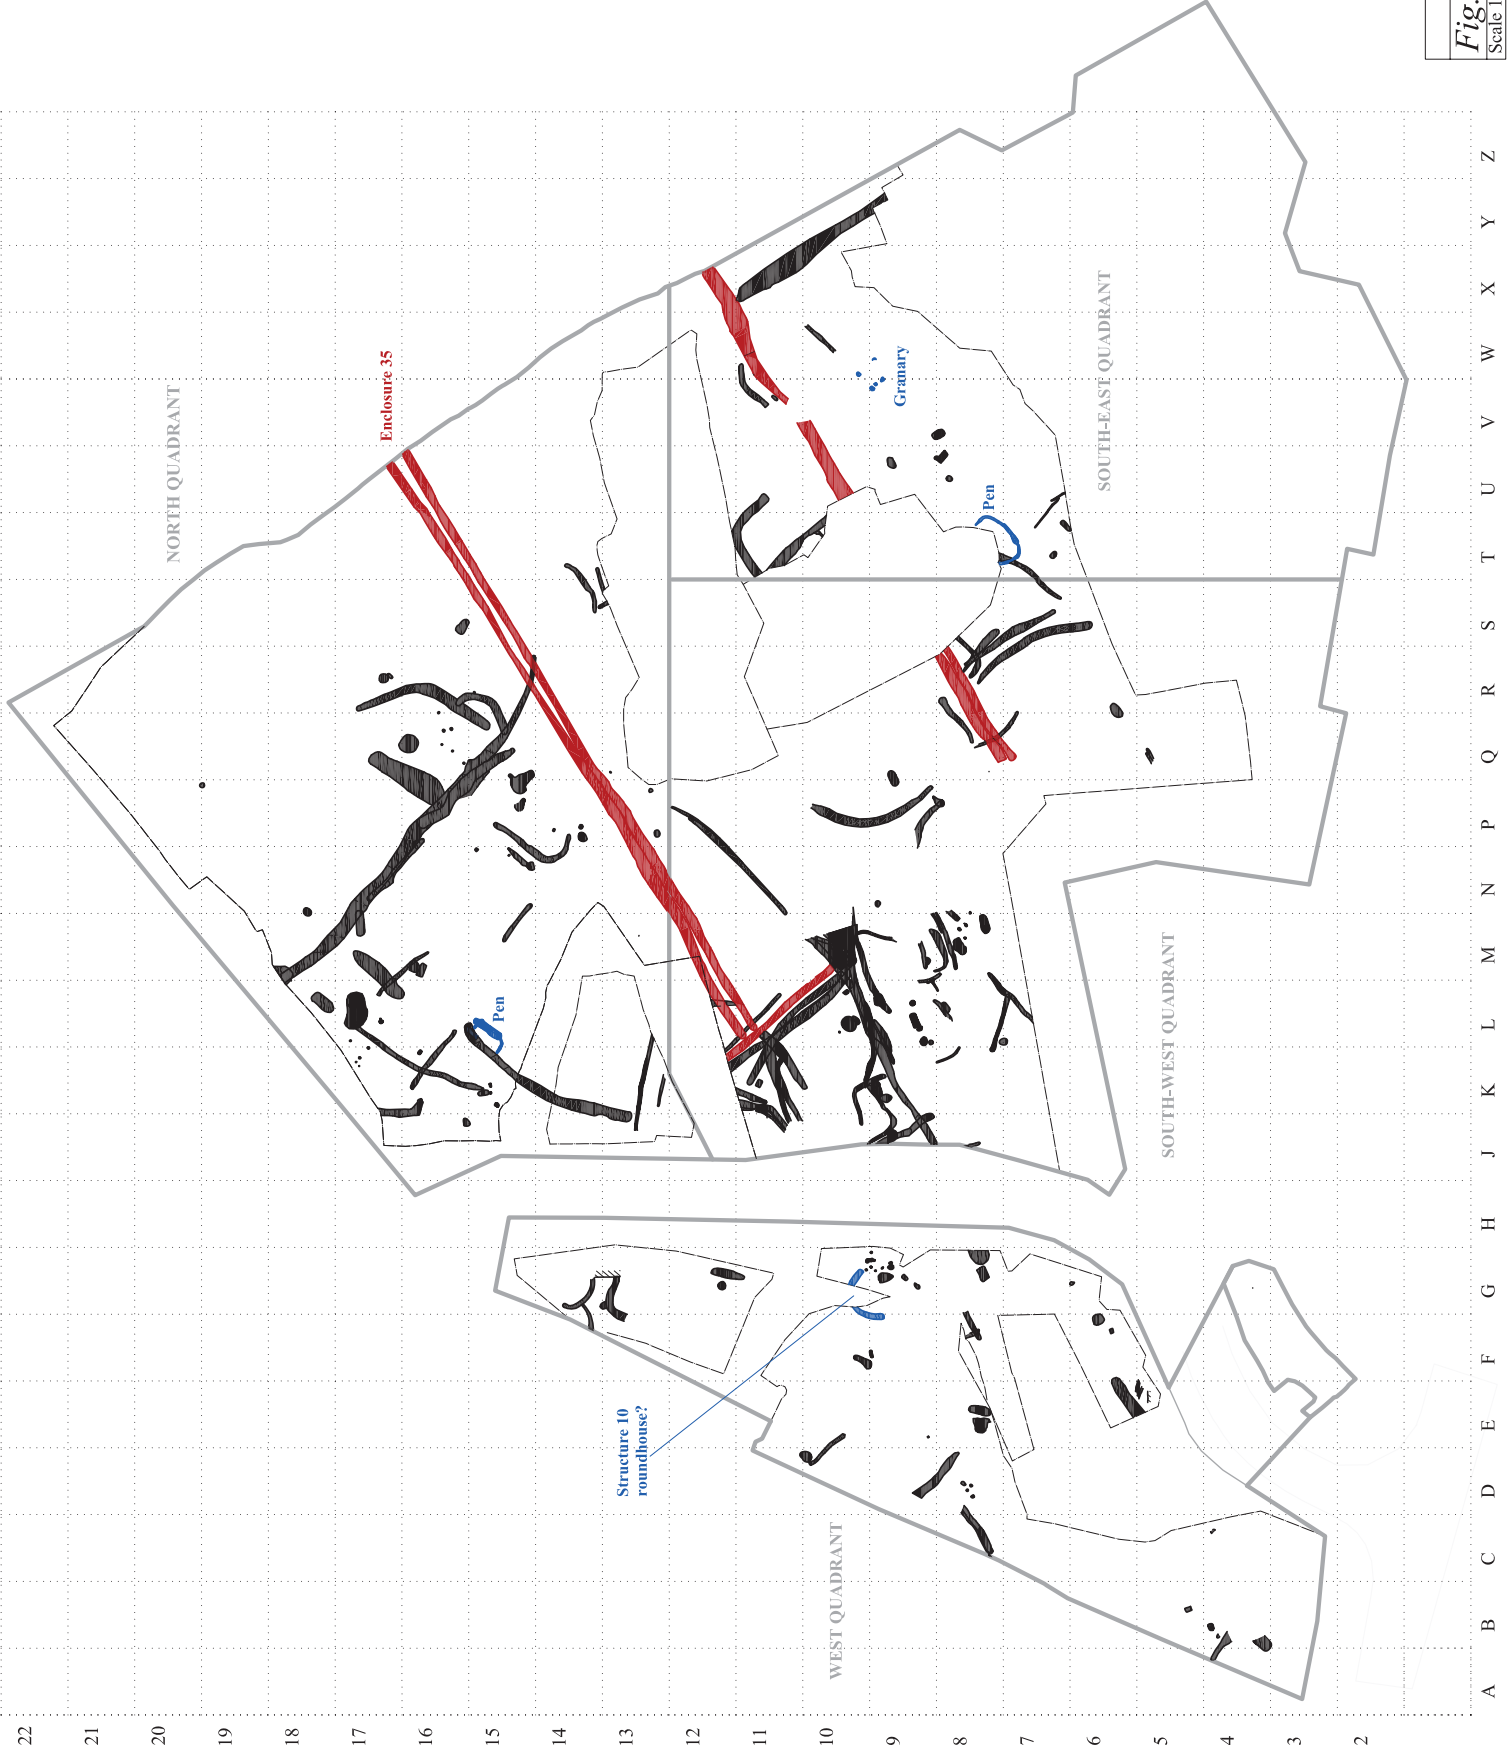 Fig.
Scale 1
NORTH QUADRANT
Enclosure 35
Granary
SOUTH-EAST QUADRANT
Pen
Pen
SOUTH-WEST QUADRANT
Structure 10
roundhouse?
WEST QUADRANT
22
21
20
19
18
17
16
15
14
13
12
11
10
9
8
7
6
5
4
3
2
A
B
C
D
E
F
G
H
J
K
L
M
N
P
Q
R
S
T
U
V
W
X
Y
Z